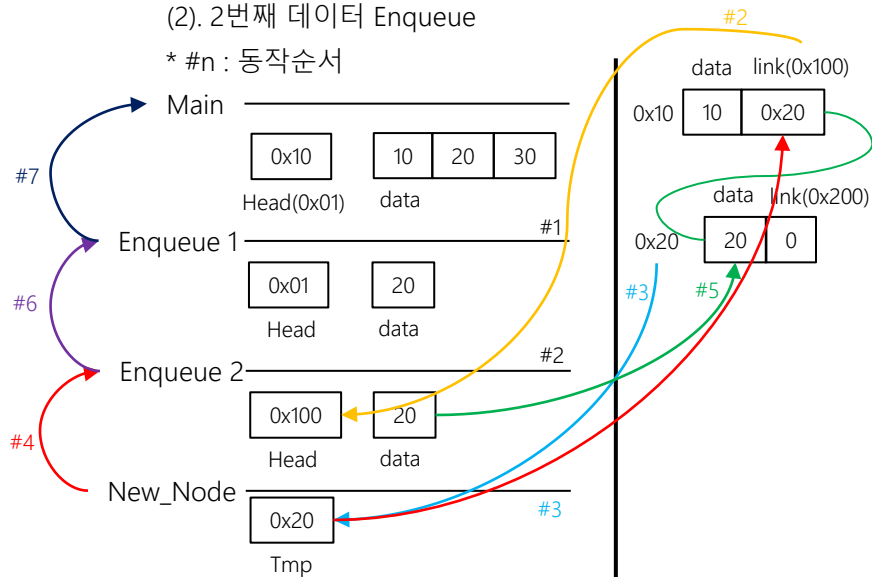 (2). 2번째 데이터 Enqueue
* #n : 동작순서
#2
Main
data link(0x100)
0x10 10 0x20
0x10 10 20 30
Head(0x01) data
#7
data link(0x200)
#1
Enqueue 1
0x20 20 0
0x01 20
#3 #5
Head data
#6
#2
Enqueue 2
0x100 20
Head data
#4
New_Node
#3
0x20
Tmp